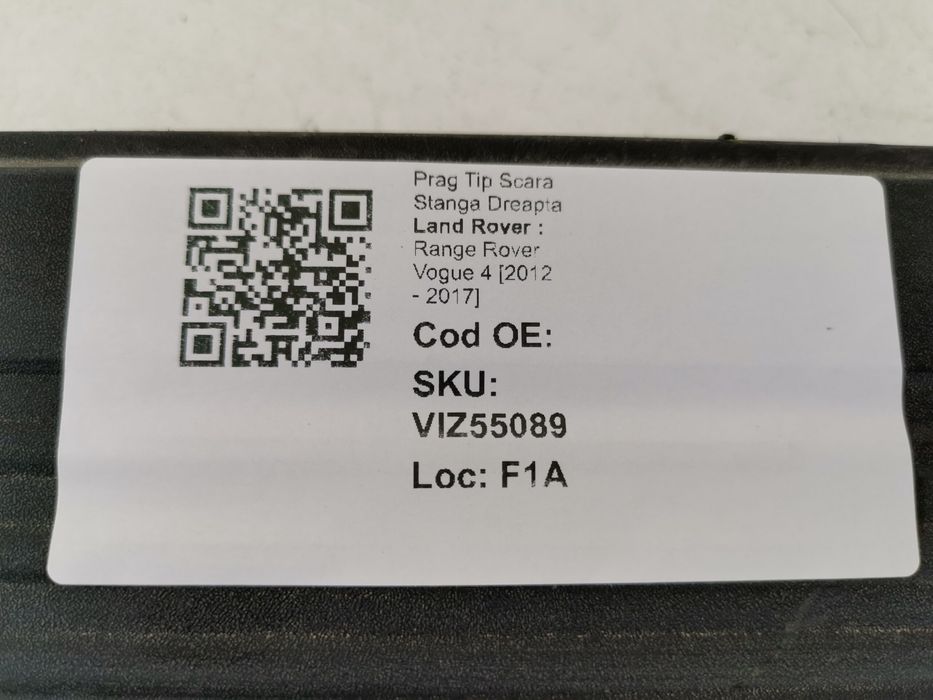 Prag Tip Scara
Stanga Dreapta
Land Rover :
Range Rover
Vogue 4 [2012
- 2017]
Cod OE:
SKU:
VIZ55089
Loc: F1A